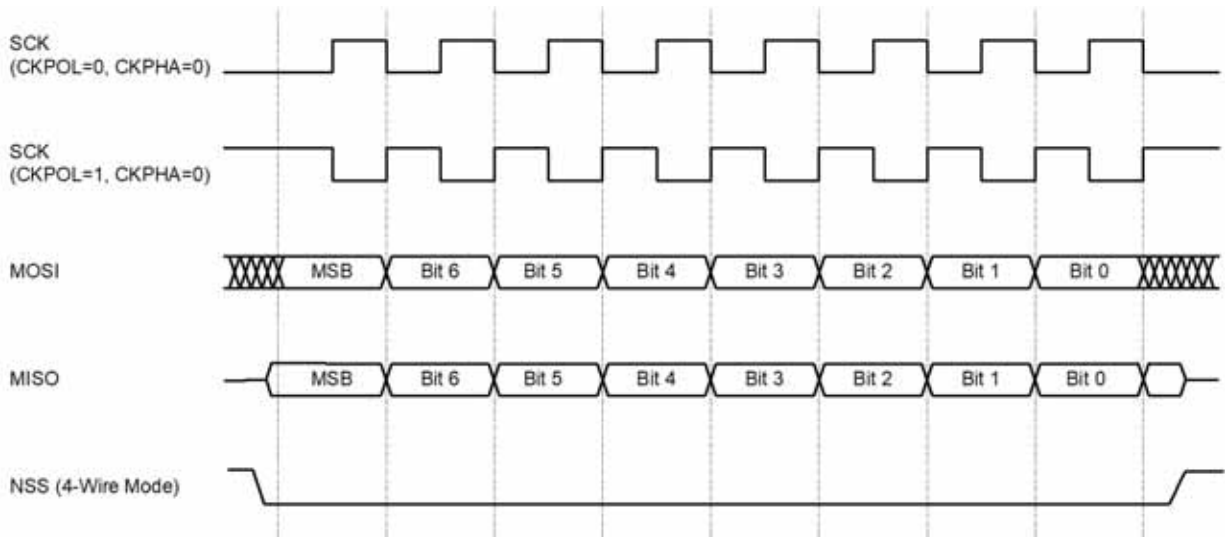 SCK
(CKPOL=0, CKPHA=0)
SCK
(CKPOL=1, CKPHA=0)
MOSI
MSB Bit 6 Bit 5 Bit 4 Bit 3 Bit 2 Bit 1 Bit 0
MISO
MSB Bit 6 Bit 5 Bit 4 Bit 3 Bit 2 Bit 1 Bit 0
NSS (4-Wire Mode)